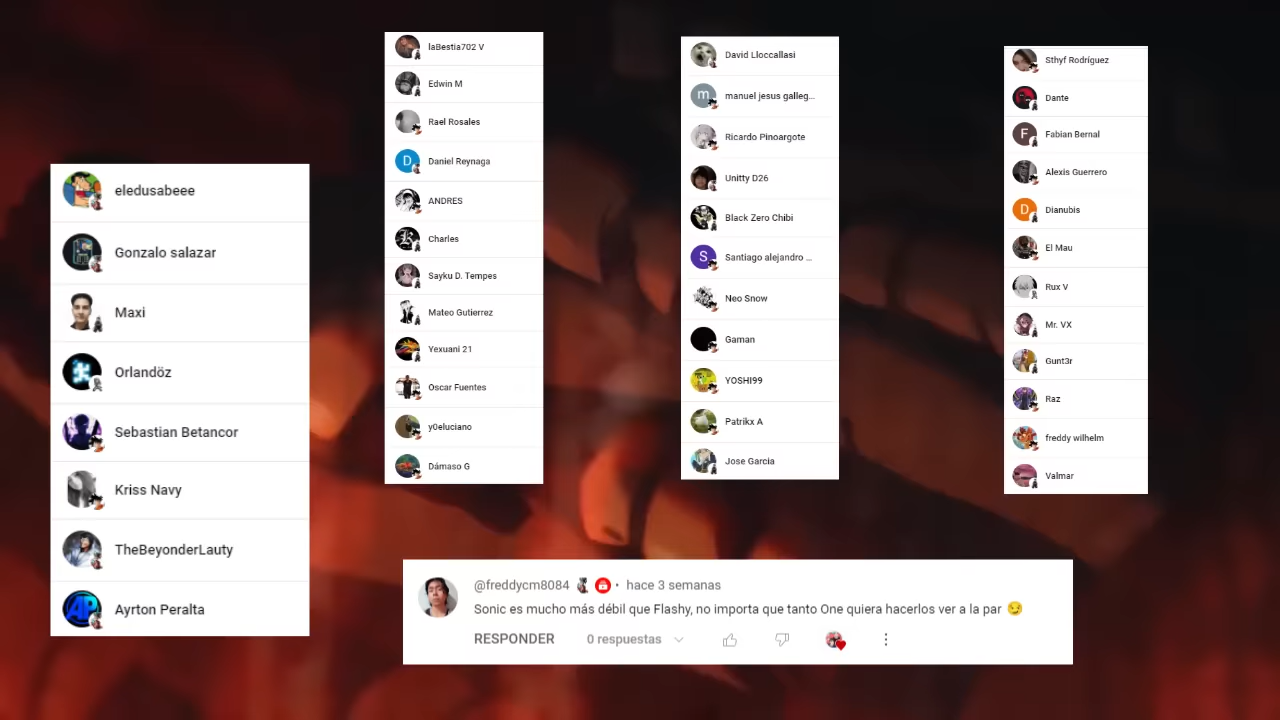 eledusabeee
Gonzalo salazar
Maxi
Orlandöz
Sebastian Betancor
Kriss Navy
TheBeyonderLauty
AP
Ayrton Peralta
laBestia702 V
Edwin M
Rael Rosales
D
Daniel Reynaga
ANDRES
Charles
Sayku D. Tempes
Mateo Gutierrez
Yexuani 21
Oscar Fuentes
y0eluciano
Dámaso G
David Lloccallasi
m
manuel jesus galleg...
Ricardo Pinoargote
Unitty D26
Black Zero Chibi
S
Santiago alejandro ...
Neo Snow
Gaman
YOSHI99
Patrikx A
Jose Garcia
Sthyf Rodríguez
Dante
F
Fabian Bernal
Alexis Guerrero
D
Dianubis
El Mau
Rux V
Mr. VX
Gunt3r
Raz
freddy wilhelm
Valmar
@freddycm8084 • hace 3 semanas
Sonic es mucho más débil que Flashy, no importa que tanto One quiera hacerlos ver a la par 😏
RESPONDER 0 respuestas